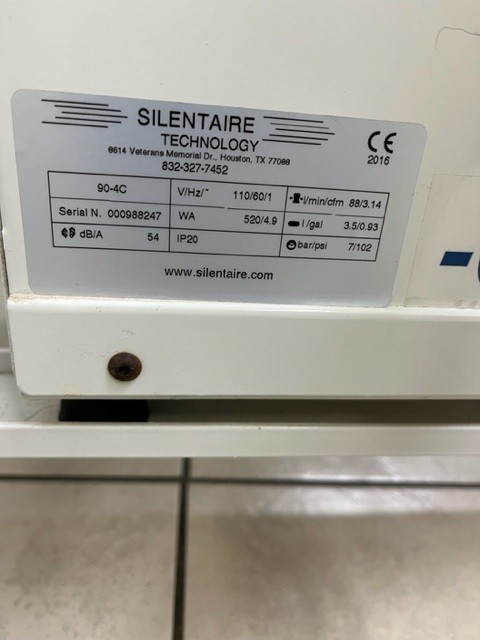 SILENTAIRE
TECHNOLOGY
8614 Veterans Memorial Dr., Houston, TX 77088
832-327-7452
CE
2016
90-4C V/Hz/~ 110/60/1 l/min/cfm 88/3.14
Serial N. 000988247 WA 520/4.9 l/gal 3.5/0.93
dB/A 54 IP20 bar/psi 7/102
www.silentaire.com